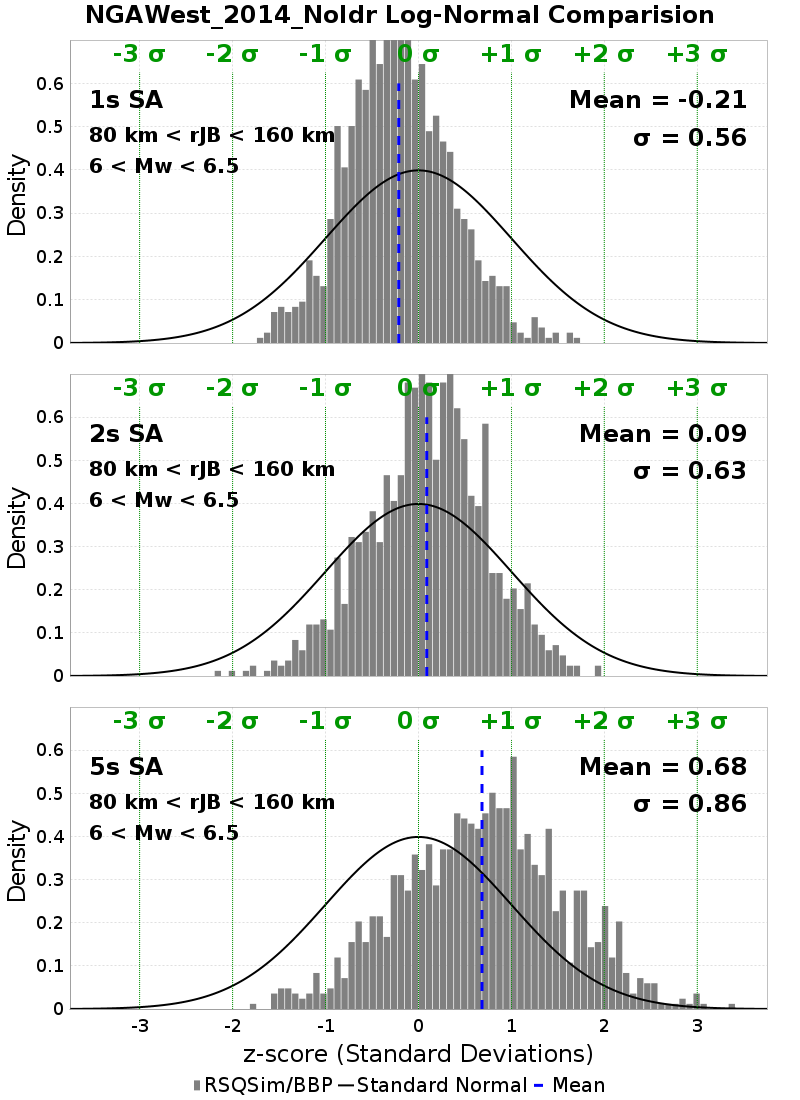 NGAWest_2014_NoIdr Log-Normal Comparision
-3 σ -2 σ -1 σ 0 σ +1 σ +2 σ +3 σ
1s SA
Mean = -0.21
80 km < rJB < 160 km
σ = 0.56
6 < Mw < 6.5
Density
0.6
0.5
0.4
0.3
0.2
0.1
0
-3 σ -2 σ -1 σ 0 σ +1 σ +2 σ +3 σ
2s SA
Mean = 0.09
80 km < rJB < 160 km
σ = 0.63
6 < Mw < 6.5
Density
0.6
0.5
0.4
0.3
0.2
0.1
0
-3 σ -2 σ -1 σ 0 σ +1 σ +2 σ +3 σ
5s SA
Mean = 0.68
80 km < rJB < 160 km
σ = 0.86
6 < Mw < 6.5
Density
0.6
0.5
0.4
0.3
0.2
0.1
0
-3 -2 -1 0 1 2 3
z-score (Standard Deviations)
RSQSim/BBP Standard Normal Mean